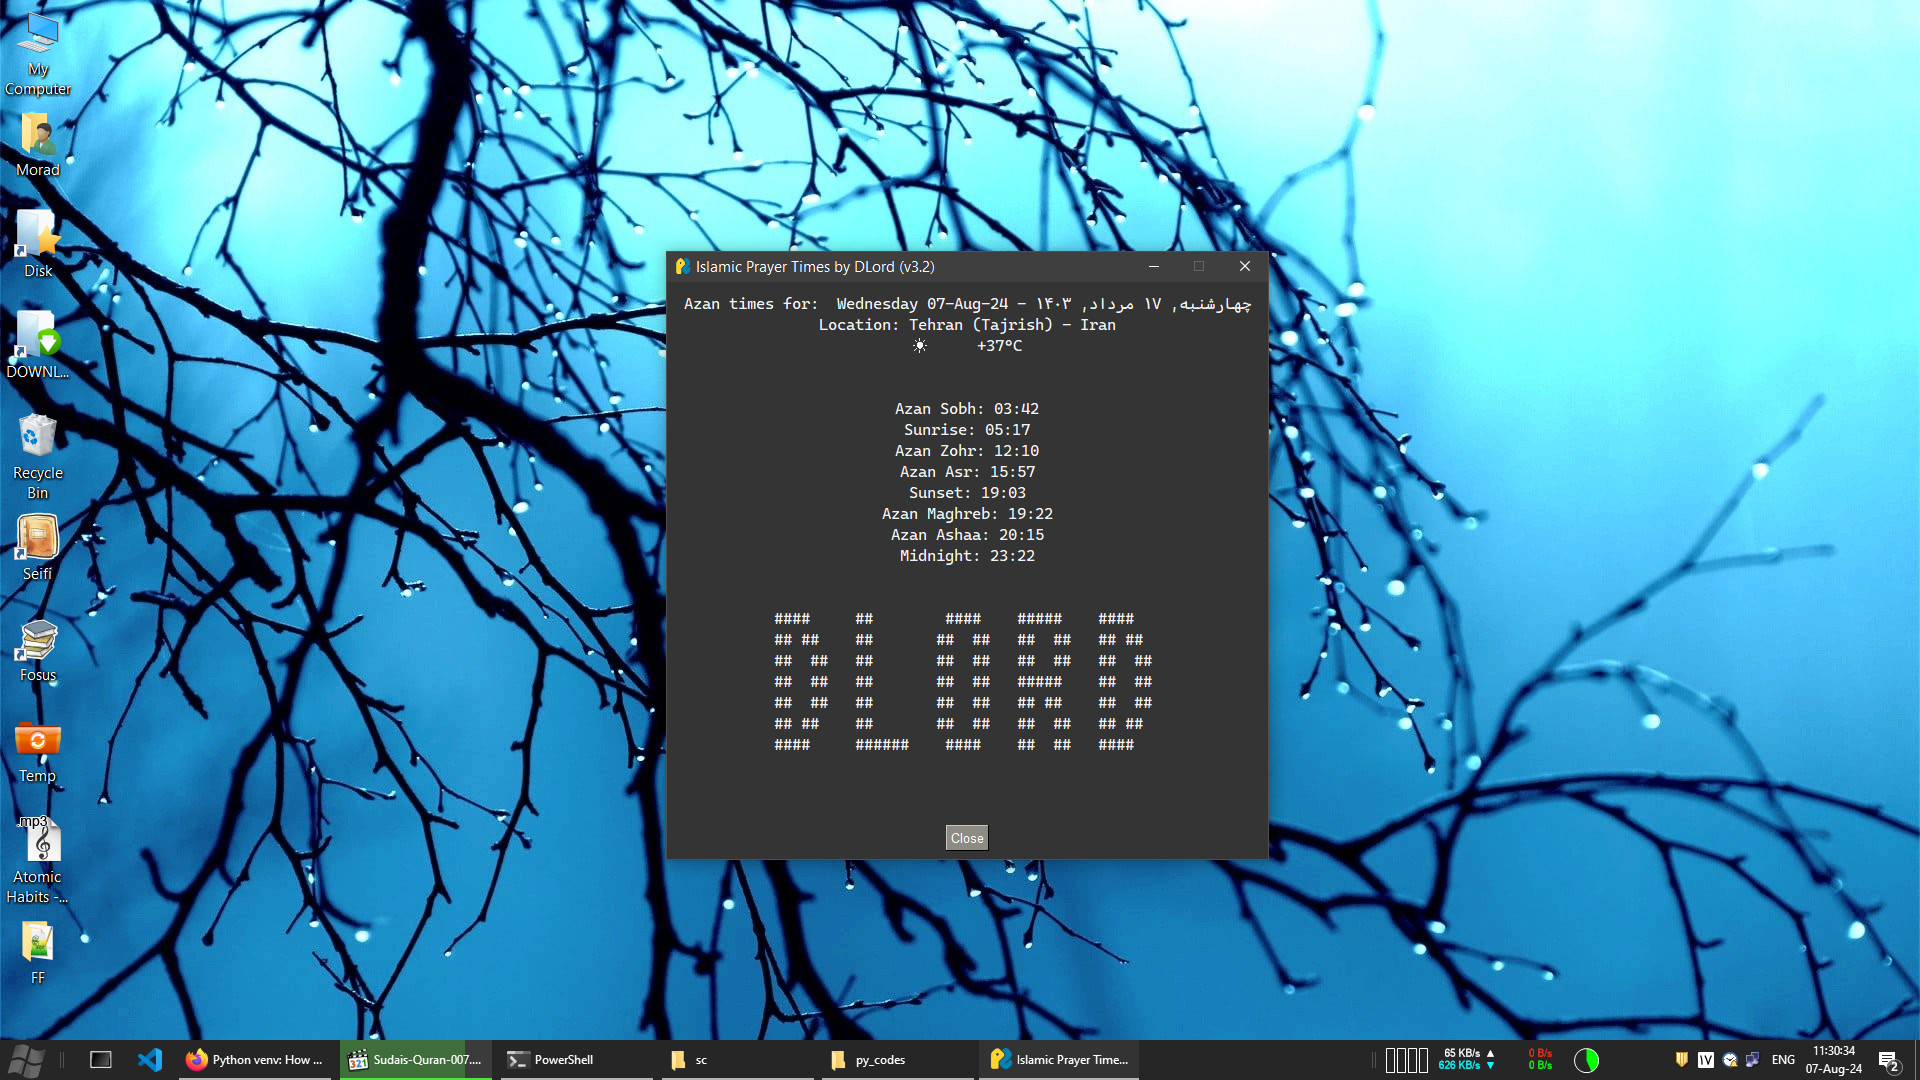 My
Computer
Morad
Disk
DOWNL...
Recycle
Bin
Seifi
Fosus
Temp
.mp3
Atomic
Habits -...
FF
Islamic Prayer Times by DLord (v3.2)
Azan times for:  Wednesday 07-Aug-24 - چهارشنبه, ۱۷ مرداد, ۱۴۰۳
Location: Tehran (Tajrish) - Iran
☀ +37°C
Azan Sobh: 03:42
Sunrise: 05:17
Azan Zohr: 12:10
Azan Asr: 15:57
Sunset: 19:03
Azan Maghreb: 19:22
Azan Ashaa: 20:15
Midnight: 23:22
####     ##        ####    #####    ####
## ##    ##       ##  ##   ##  ##   ## ##
##  ##   ##       ##  ##   ##  ##   ##  ##
##  ##   ##       ##  ##   #####    ##  ##
##  ##   ##       ##  ##   ## ##    ##  ##
## ##    ##       ##  ##   ##  ##   ## ##
####     ######    ####    ##  ##   ####
Close
Python venv: How ...
321
Sudais-Quran-007....
PowerShell
sc
py_codes
Islamic Prayer Time...
65 KB/s ▲
626 KB/s ▼
0 B/s
0 B/s
ENG
11:30:34
07-Aug-24
2